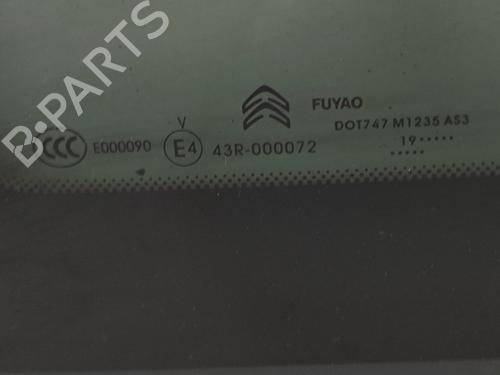 B-PARTS
FUYAO
DOT747 M1235 AS3
19
CCC E000090 V E4 43R-000072